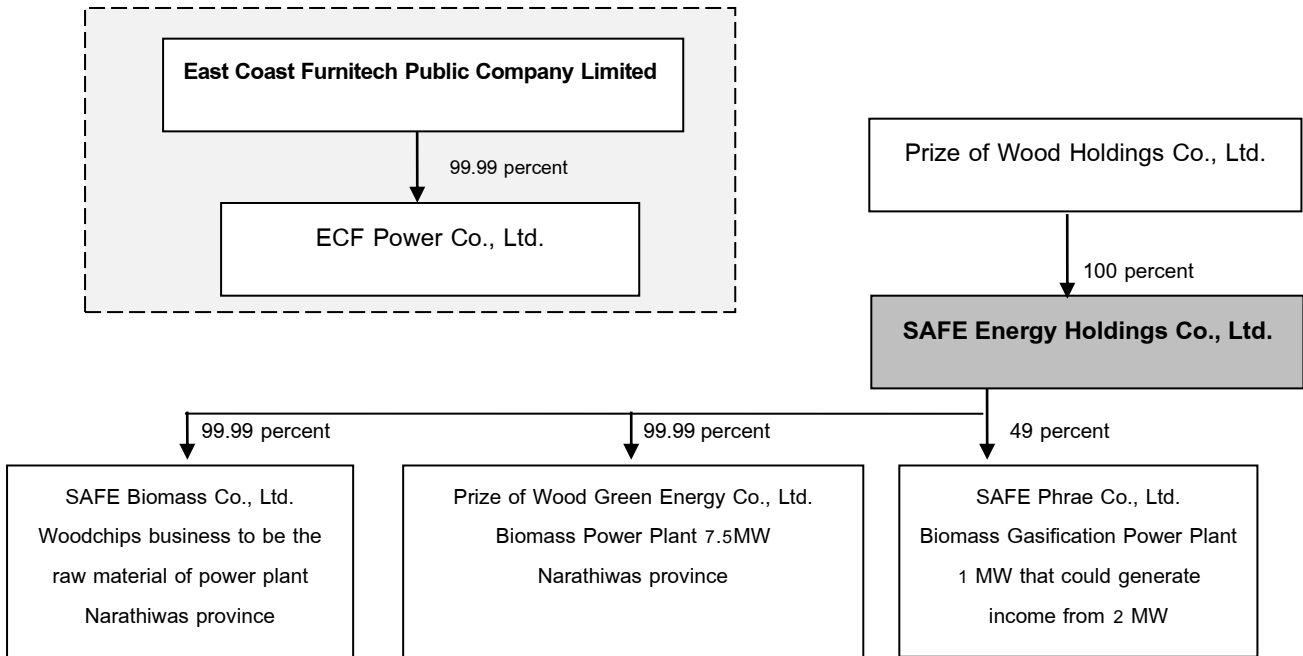 East Coast Furnitech Public Company Limited
99.99 percent
ECF Power Co., Ltd.
Prize of Wood Holdings Co., Ltd.
100 percent
SAFE Energy Holdings Co., Ltd.
99.99 percent
99.99 percent
49 percent
SAFE Biomass Co., Ltd.
Woodchips business to be the
raw material of power plant
Narathiwas province
Prize of Wood Green Energy Co., Ltd.
Biomass Power Plant 7.5MW
Narathiwas province
SAFE Phrae Co., Ltd.
Biomass Gasification Power Plant
1 MW that could generate
income from 2 MW